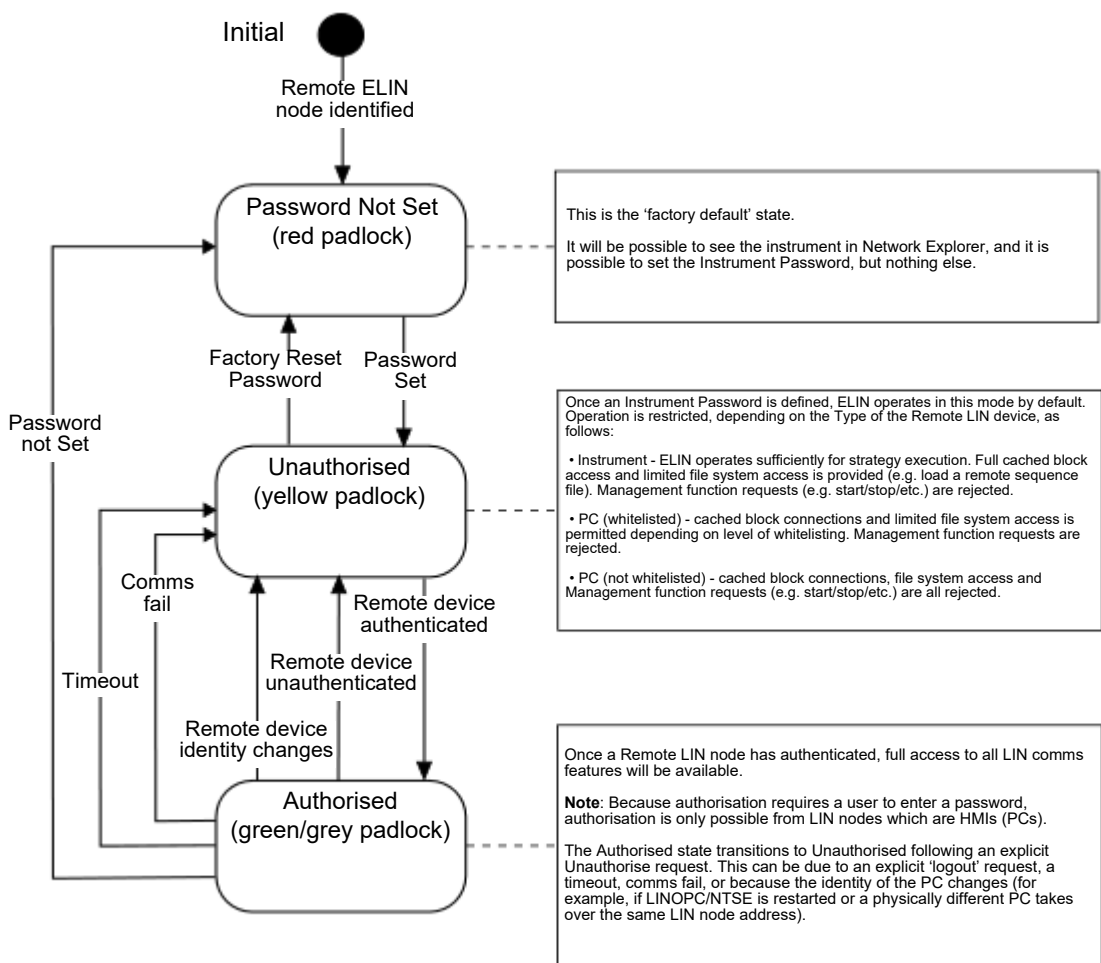 Initial
Remote ELIN
node identified
Password Not Set
(red padlock)
This is the ‘factory default’ state.
It will be possible to see the instrument in Network Explorer, and it is
possible to set the Instrument Password, but nothing else.
Factory Reset
Password
Password
Set
Password
not Set
Unauthorised
(yellow padlock)
Once an Instrument Password is defined, ELIN operates in this mode by default.
Operation is restricted, depending on the Type of the Remote LIN device, as
follows:
• Instrument - ELIN operates sufficiently for strategy execution. Full cached block
access and limited file system access is provided (e.g. load a remote sequence
file). Management function requests (e.g. start/stop/etc.) are rejected.
• PC (whitelisted) - cached block connections and limited file system access is
permitted depending on level of whitelisting. Management function requests are
rejected.
• PC (not whitelisted) - cached block connections, file system access and
Management function requests (e.g. start/stop/etc.) are all rejected.
Comms
fail
Remote device
authenticated
Timeout
Remote device
unauthenticated
Remote device
identity changes
Authorised
(green/grey padlock)
Once a Remote LIN node has authenticated, full access to all LIN comms
features will be available.
Note: Because authorisation requires a user to enter a password,
authorisation is only possible from LIN nodes which are HMIs (PCs).
The Authorised state transitions to Unauthorised following an explicit
Unauthorise request. This can be due to an explicit ‘logout’ request, a
timeout, comms fail, or because the identity of the PC changes (for
example, if LINOPC/NTSE is restarted or a physically different PC takes
over the same LIN node address).